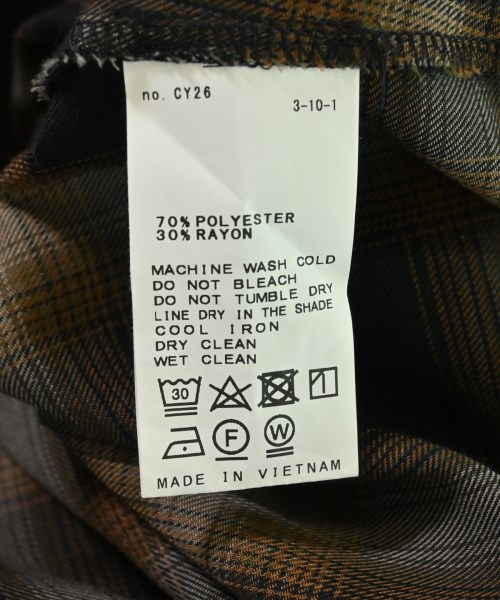 no. CY26 3-10-1
70% POLYESTER
30% RAYON
MACHINE WASH COLD
DO NOT BLEACH
DO NOT TUMBLE DRY
LINE DRY IN THE SHADE
COOL IRON
DRY CLEAN
WET CLEAN
30
F W
MADE IN VIETNAM